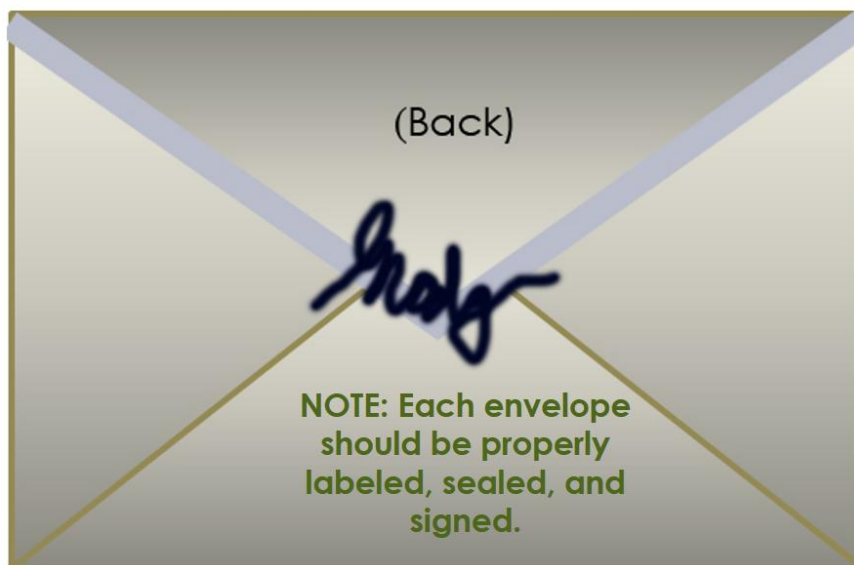 (Back)
NOTE: Each envelope
should be properly
labeled, sealed, and
signed.